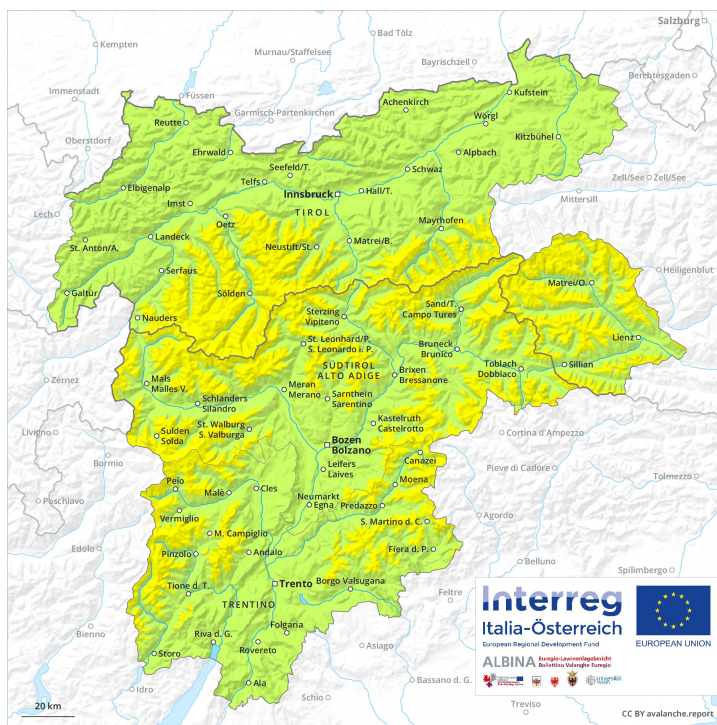 Salzburg
Bad Tölz
Kempten
Murnau/Staffelsee
Bayrischzell
Berchtesgaden
Immenstadt
Füssen
Kufstein
Achenkirch
Garmisch-Partenkirchen
Wörgl
Reutte
Kitzbühel
Oberstdorf
Ehrwald
Alpbach
Seefeld/T.
Schwaz
Telfs
Zell/See
Zell/See
Elbigenalp
Innsbruck
Hall/T.
Mittersill
Imst
Lech
TIROL
Oetz
Mayrhofen
Landeck
Neustift/St.
Matrei/B.
St. Anton/A.
Serfaus
Heiligenblut
Matrei/O.
Galtür
Sölden
Nauders
Sand/T.
Campo Tures
Sterzing
Vipiteno
Lienz
St. Leonhard/P.
S. Leonardo i. P.
Bruneck
Brunico
Toblach
Dobbiaco
Sillian
SÜDTIROL
ALTO ADIGE
Brixen
Bressanone
Zernez
Mals
Malles V.
Meran
Merano
Schlanders
Silandro
Sarnthein
Sarentino
Kastelruth
Castelrotto
St. Walburg
S. Valburga
Livigno
Sulden
Solda
Cortina d'Ampezzo
Bozen
Bolzano
Bormio
Canazei
Leifers
Laives
Pieve di Cadore
Tolmezzo
Peio
Moena
Poschiavo
Malè
Cles
Neumarkt
Egna
Predazzo
Vermiglio
Agordo
S. Martino d. C.
M. Campiglio
Edolo
Pinzolo
Andalo
Fiera d. P.
Belluno
Spilimbergo
Trento
Borgo Valsugana
Tione d. T.
Feltre
TRENTINO
Folgaria
Bienno
Riva d. G.
Rovereto
Asiago
Storo
Bassano d. G.
Idro
Ala
Schio
Treviso
20 km
Interreg
Italia-Österreich
European Regional Development Fund
EUROPEAN UNION
ALBINA
Euregio-Lawinenlagebericht
Bollettino Valanghe Euregio
CC BY avalanche.report